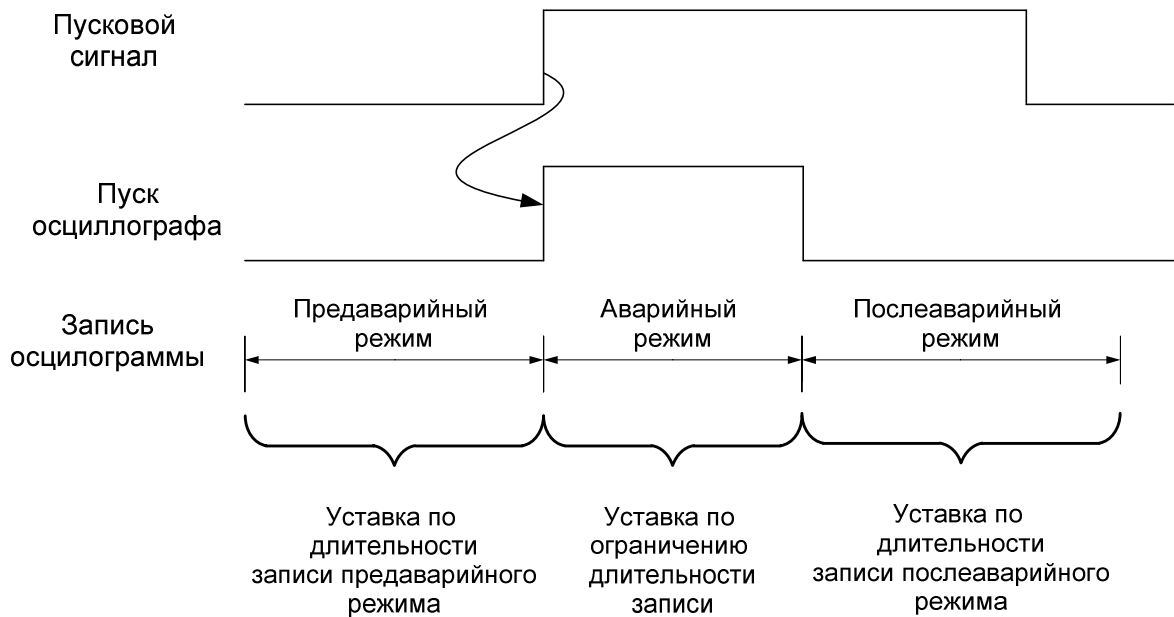 Пусковой
сигнал
Пуск
осциллографа
Запись
осцилограммы
Предаварийный
режим
Аварийный
режим
Послеаварийный
режим
Уставка по
длительности
записи предаварийного
режима
Уставка по
ограничению
длительности
записи
Уставка по
длительности
записи послеаварийного
режима